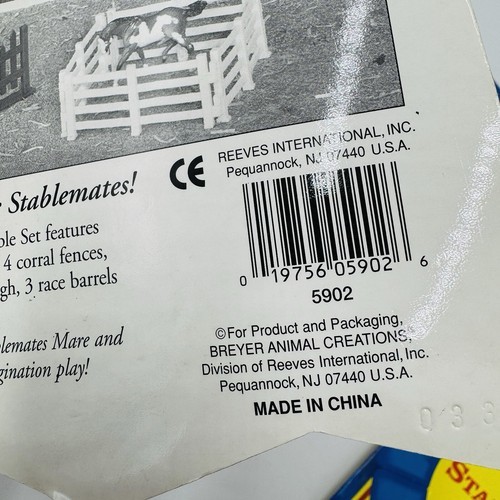 Stablemates!
ble Set features
4 corral fences,
gh, 3 race barrels
blemates Mare and
gination play!
CE
REEVES INTERNATIONAL, INC.
Pequannock, NJ 07440 U.S.A.
0 19756 05902 6
5902
©For Product and Packaging,
BREYER ANIMAL CREATIONS,
Division of Reeves International, Inc.
Pequannock, NJ 07440 U.S.A.
MADE IN CHINA
033
STA